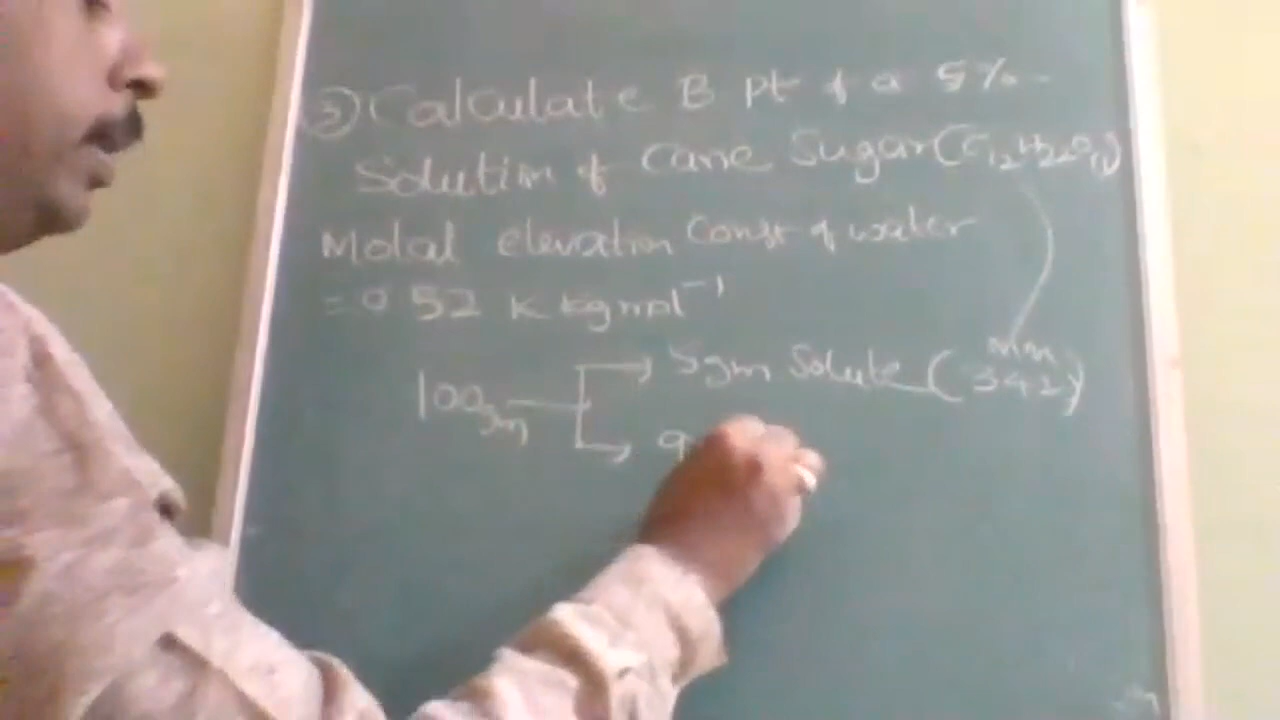 3) Calculate B pt of a 5%
Solution of Cane Sugar (C12H22O11)
Molal elevation Const of water
= 0.52 K kg mol-1
MM
5gm Solute (342)
100gm
9